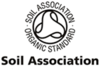 SOIL ASSOCIATION
ORGANIC STANDARD
Soil Association